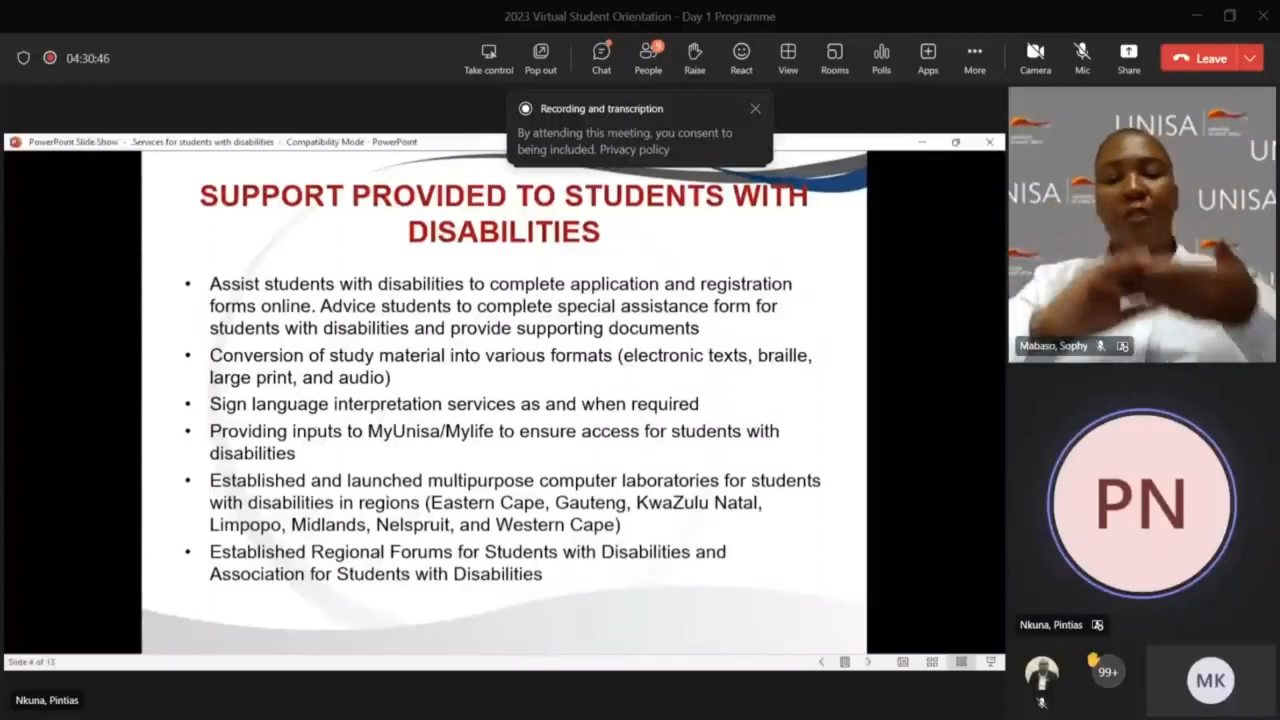 2023 Virtual Student Orientation - Day 1 Programme
04:30:46
Take control
Pop out
Chat
9
People
Raise
React
View
Rooms
Polls
Apps
More
Camera
Mic
Share
Leave
Recording and transcription
By attending this meeting, you consent to
being included. Privacy policy
PowerPoint Slide Show - .Services for students with disabilities - Compatibility Mode - PowerPoint
SUPPORT PROVIDED TO STUDENTS WITH
DISABILITIES
• Assist students with disabilities to complete application and registration
forms online. Advice students to complete special assistance form for
students with disabilities and provide supporting documents
• Conversion of study material into various formats (electronic texts, braille,
large print, and audio)
• Sign language interpretation services as and when required
• Providing inputs to MyUnisa/Mylife to ensure access for students with
disabilities
• Established and launched multipurpose computer laboratories for students
with disabilities in regions (Eastern Cape, Gauteng, KwaZulu Natal,
Limpopo, Midlands, Nelspruit, and Western Cape)
• Established Regional Forums for Students with Disabilities and
Association for Students with Disabilities
Slide 4 of 13
Nkuna, Pintias
UNISA
UNISA
UNISA
Mabaso, Sophy
PN
Nkuna, Pintias
99+
MK